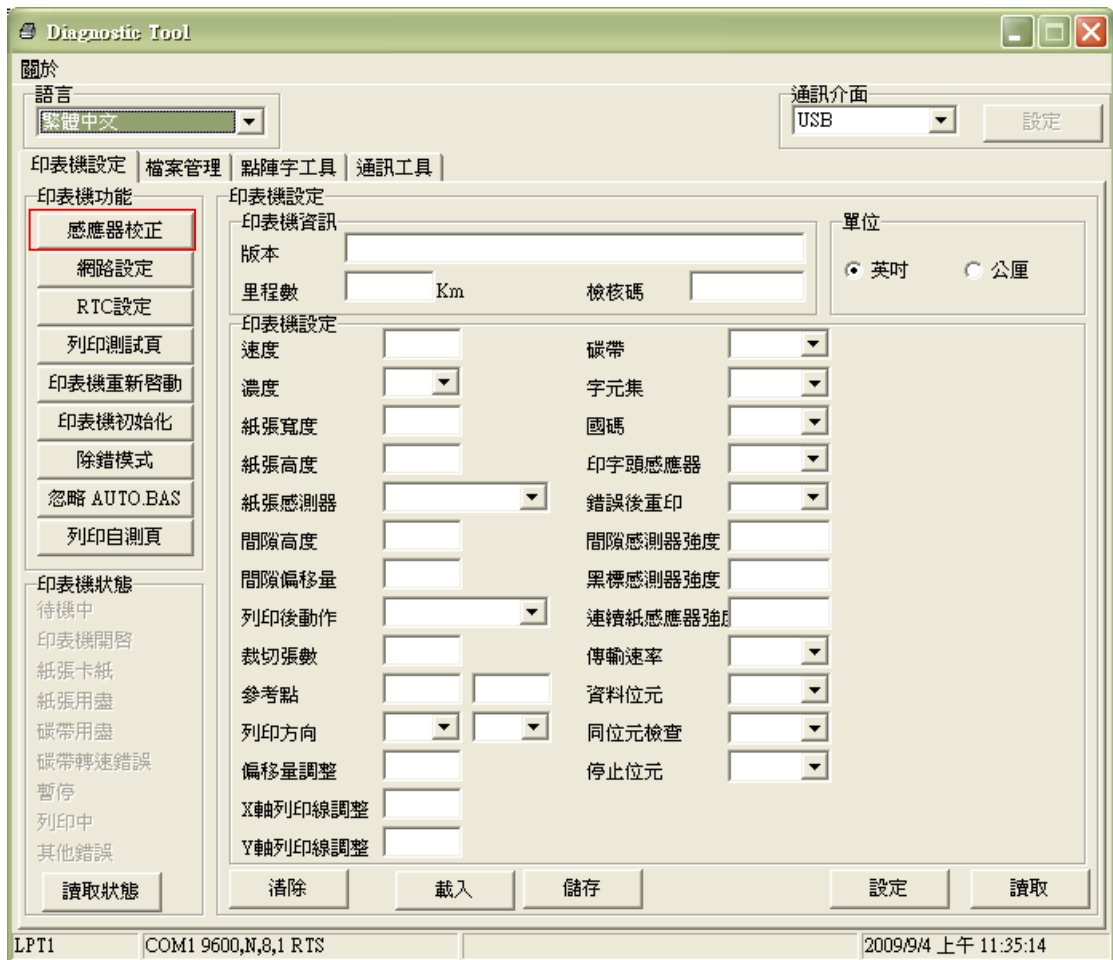 Diagnostic Tool
關於
語言
通訊介面
繁體中文
USB
設定
印表機設定 檔案管理 點陣字工具 通訊工具
印表機功能
感應器校正
網路設定
RTC設定
列印測試頁
印表機重新啓動
印表機初始化
除錯模式
忽略 AUTO.BAS
列印自測頁
印表機狀態
待機中
印表機開啓
紙張卡紙
紙張用盡
碳帶用盡
碳帶轉速錯誤
暫停
列印中
其他錯誤
讀取狀態
印表機設定
印表機資訊
版本
里程數 Km 檢核碼
單位
英吋 公厘
印表機設定
速度 碳帶
濃度 字元集
紙張寬度 國碼
紙張高度 印字頭感應器
紙張感測器 錯誤後重印
間隙高度 間隙感測器強度
間隙偏移量 黑標感測器強度
列印後動作 連續紙感應器強
裁切張數 傳輸速率
參考點 資料位元
列印方向 同位元檢查
偏移量調整 停止位元
X軸列印線調整
Y軸列印線調整
清除 載入 儲存 設定 讀取
LPT1 COM1 9600,N,8,1 RTS 2009/9/4 上午 11:35:14